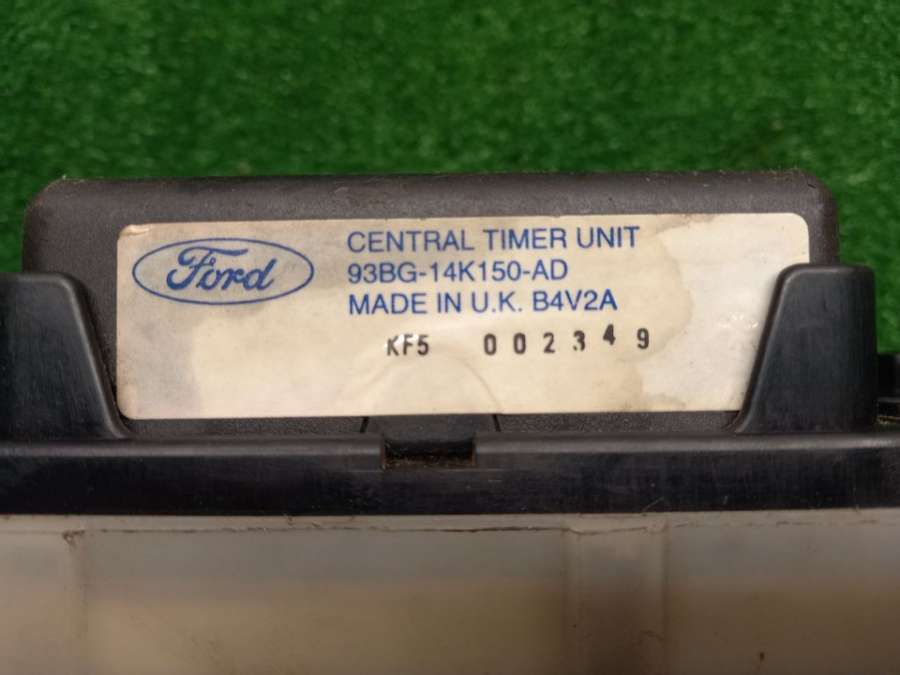 Ford
CENTRAL TIMER UNIT
93BG-14K150-AD
MADE IN U.K. B4V2A
KF5 002349